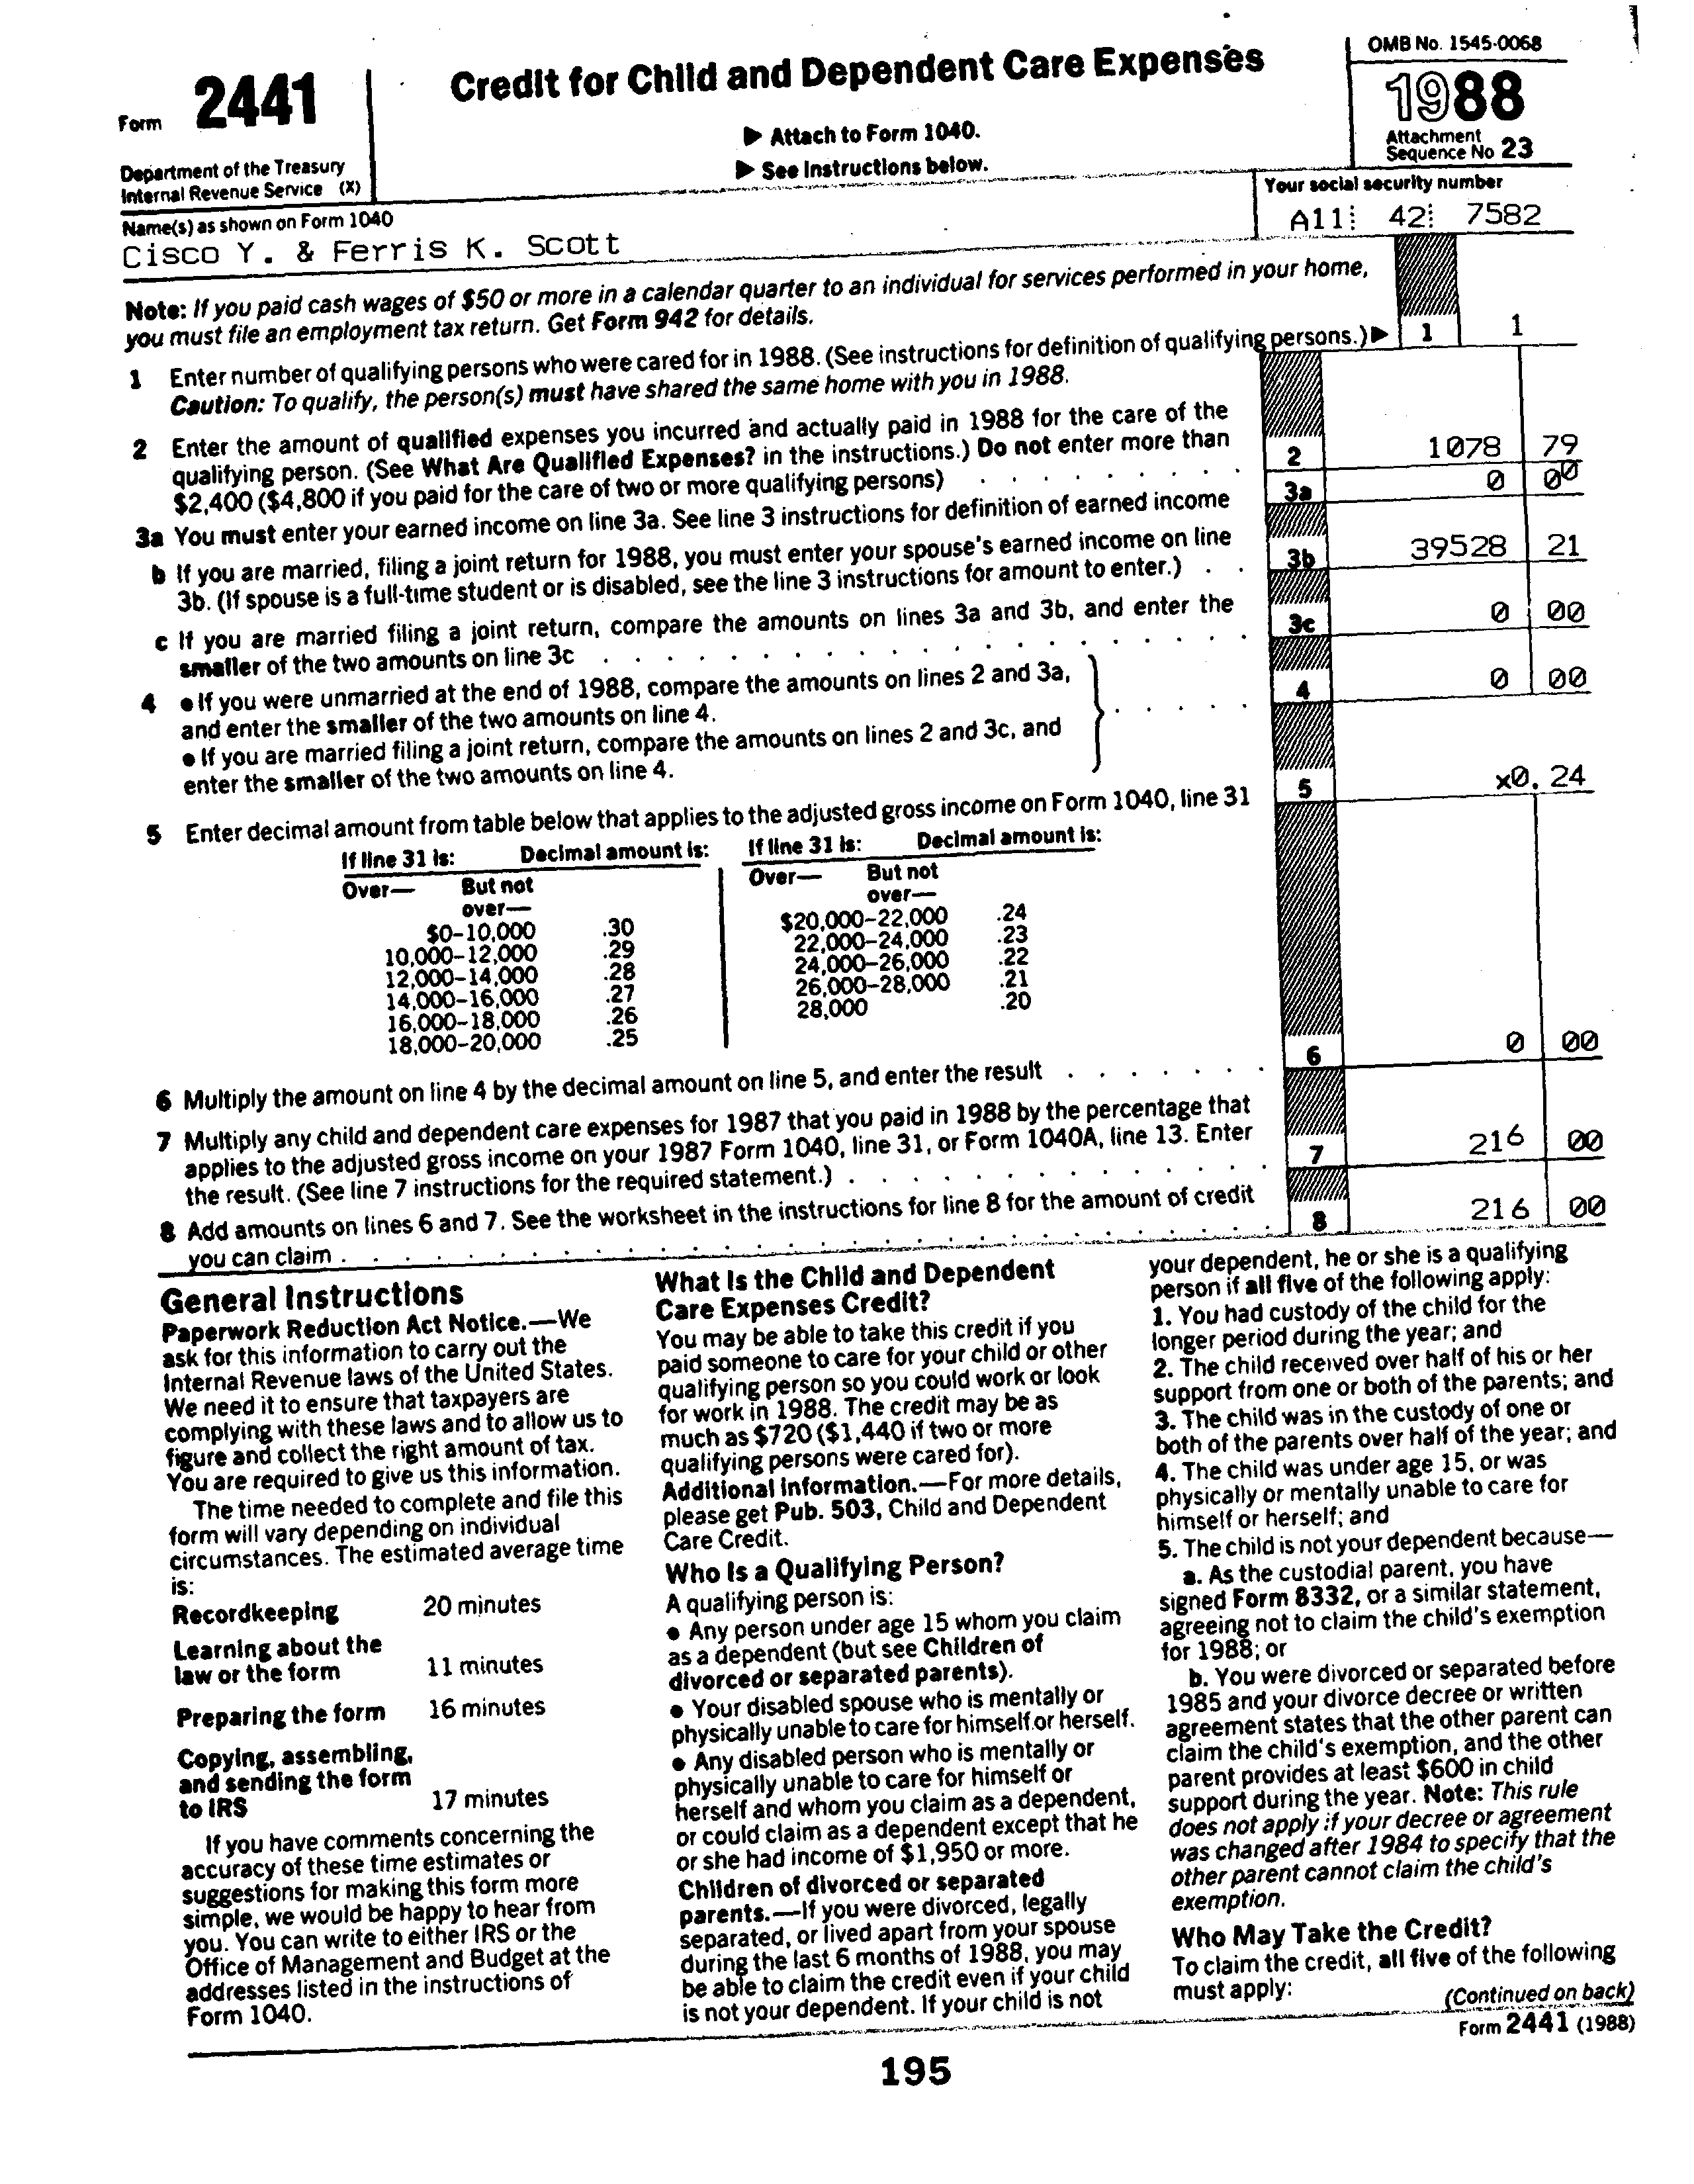 Form 2441
Department of the Treasury
Internal Revenue Service (X)
Credit for Child and Dependent Care Expenses
▶ Attach to Form 1040.
▶ See Instructions below.
OMB No. 1545-0068
1988
Attachment
Sequence No 23
Name(s) as shown on Form 1040
Cisco Y. & Ferris K. Scott
Your social security number
A11 42 7582
Note: If you paid cash wages of $50 or more in a calendar quarter to an individual for services performed in your home,
you must file an employment tax return. Get Form 942 for details.
1 Enter number of qualifying persons who were cared for in 1988. (See instructions for definition of qualifying persons.) ▶ 1 1
Caution: To qualify, the person(s) must have shared the same home with you in 1988.
2 Enter the amount of qualified expenses you incurred and actually paid in 1988 for the care of the
qualifying person. (See What Are Qualified Expenses? in the instructions.) Do not enter more than
$2,400 ($4,800 if you paid for the care of two or more qualifying persons) . . . . . . . 2 1078 79
3a You must enter your earned income on line 3a. See line 3 instructions for definition of earned income 3a 0 00
b If you are married, filing a joint return for 1988, you must enter your spouse's earned income on line
3b. (If spouse is a full-time student or is disabled, see the line 3 instructions for amount to enter.) . . 3b 39528 21
c If you are married filing a joint return, compare the amounts on lines 3a and 3b, and enter the
smaller of the two amounts on line 3c . . . . . . . . . . . . . . . . 3c 0 00
4 ● If you were unmarried at the end of 1988, compare the amounts on lines 2 and 3a,
and enter the smaller of the two amounts on line 4.
● If you are married filing a joint return, compare the amounts on lines 2 and 3c, and
enter the smaller of the two amounts on line 4.
. . . . . 4 0 00
5 Enter decimal amount from table below that applies to the adjusted gross income on Form 1040, line 31 5 x0.24
If line 31 is: Decimal amount is: If line 31 is: Decimal amount is:
Over— But not over— Over— But not over—
$0–10,000 .30 $20,000–22,000 .24
10,000–12,000 .29 22,000–24,000 .23
12,000–14,000 .28 24,000–26,000 .22
14,000–16,000 .27 26,000–28,000 .21
16,000–18,000 .26 28,000 .20
18,000–20,000 .25
6 Multiply the amount on line 4 by the decimal amount on line 5, and enter the result . . . . . . . 6 0 00
7 Multiply any child and dependent care expenses for 1987 that you paid in 1988 by the percentage that
applies to the adjusted gross income on your 1987 Form 1040, line 31, or Form 1040A, line 13. Enter
the result. (See line 7 instructions for the required statement.) . . . . . . . . . . . 7 216 00
8 Add amounts on lines 6 and 7. See the worksheet in the instructions for line 8 for the amount of credit
you can claim . . . . . . . . . . . . . . . . . . . . . . . . 8 216 00
General Instructions
Paperwork Reduction Act Notice.—We
ask for this information to carry out the
Internal Revenue laws of the United States.
We need it to ensure that taxpayers are
complying with these laws and to allow us to
figure and collect the right amount of tax.
You are required to give us this information.
The time needed to complete and file this
form will vary depending on individual
circumstances. The estimated average time
is:
Recordkeeping 20 minutes
Learning about the
law or the form 11 minutes
Preparing the form 16 minutes
Copying, assembling,
and sending the form
to IRS 17 minutes
If you have comments concerning the
accuracy of these time estimates or
suggestions for making this form more
simple, we would be happy to hear from
you. You can write to either IRS or the
Office of Management and Budget at the
addresses listed in the instructions of
Form 1040.
What Is the Child and Dependent
Care Expenses Credit?
You may be able to take this credit if you
paid someone to care for your child or other
qualifying person so you could work or look
for work in 1988. The credit may be as
much as $720 ($1,440 if two or more
qualifying persons were cared for).
Additional Information.—For more details,
please get Pub. 503, Child and Dependent
Care Credit.
Who Is a Qualifying Person?
A qualifying person is:
● Any person under age 15 whom you claim
as a dependent (but see Children of
divorced or separated parents).
● Your disabled spouse who is mentally or
physically unable to care for himself or herself.
● Any disabled person who is mentally or
physically unable to care for himself or
herself and whom you claim as a dependent,
or could claim as a dependent except that he
or she had income of $1,950 or more.
Children of divorced or separated
parents.—If you were divorced, legally
separated, or lived apart from your spouse
during the last 6 months of 1988, you may
be able to claim the credit even if your child
is not your dependent. If your child is not
your dependent, he or she is a qualifying
person if all five of the following apply:
1. You had custody of the child for the
longer period during the year; and
2. The child received over half of his or her
support from one or both of the parents; and
3. The child was in the custody of one or
both of the parents over half of the year; and
4. The child was under age 15, or was
physically or mentally unable to care for
himself or herself; and
5. The child is not your dependent because—
a. As the custodial parent, you have
signed Form 8332, or a similar statement,
agreeing not to claim the child's exemption
for 1988; or
b. You were divorced or separated before
1985 and your divorce decree or written
agreement states that the other parent can
claim the child's exemption, and the other
parent provides at least $600 in child
support during the year. Note: This rule
does not apply if your decree or agreement
was changed after 1984 to specify that the
other parent cannot claim the child's
exemption.
Who May Take the Credit?
To claim the credit, all five of the following
must apply:
(Continued on back)
Form 2441 (1988)
195